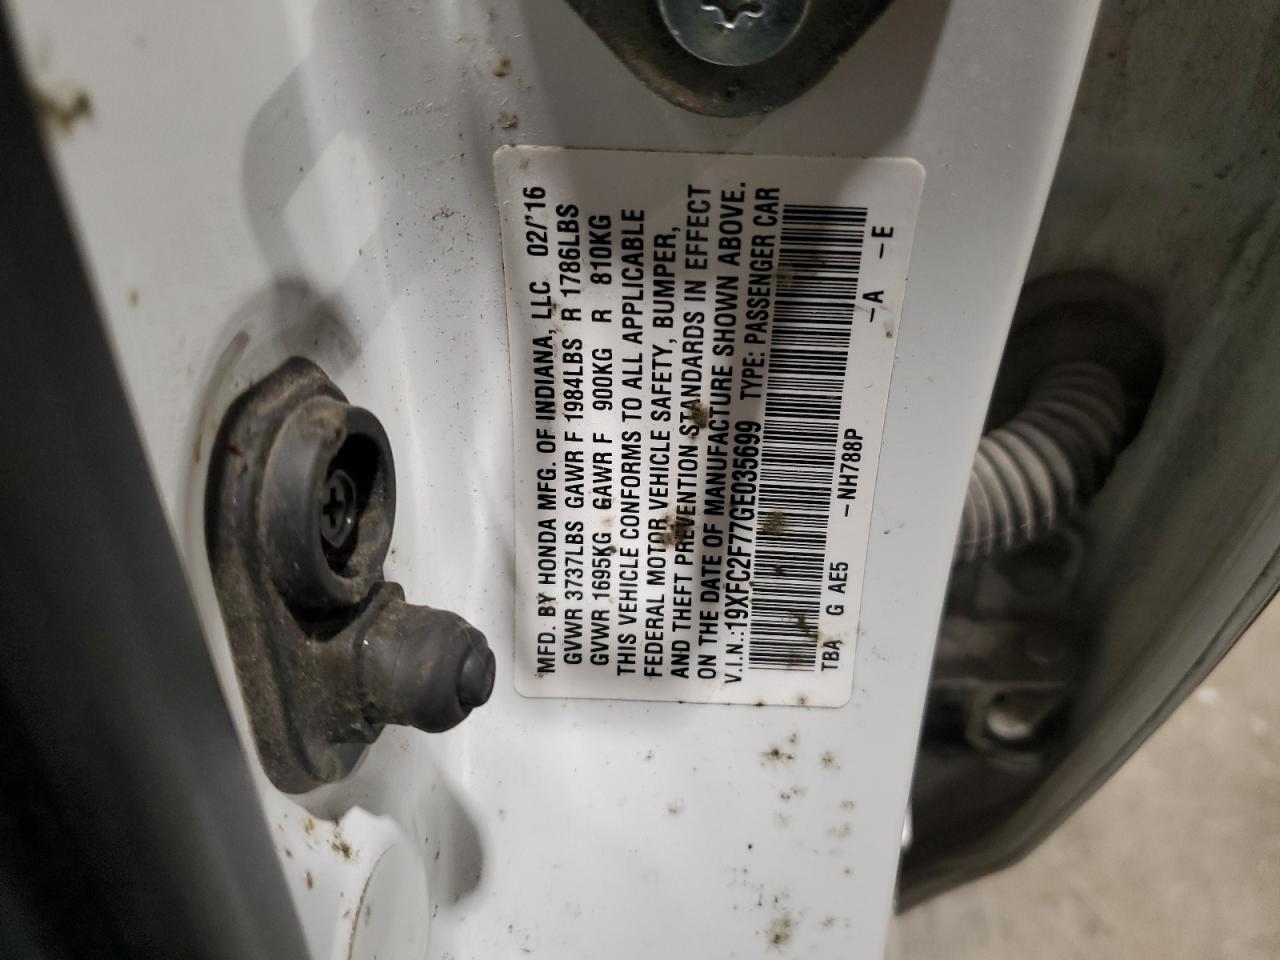 MFD. BY HONDA MFG. OF INDIANA, LLC 02/'16
GVWR 3737LBS GAWR F 1984LBS R 1786LBS
GVWR 1695KG GAWR F 900KG R 810KG
THIS VEHICLE CONFORMS TO ALL APPLICABLE
FEDERAL MOTOR VEHICLE SAFETY, BUMPER,
AND THEFT PREVENTION STANDARDS IN EFFECT
ON THE DATE OF MANUFACTURE SHOWN ABOVE.
V.I.N.:19XFC2F77GE035699 TYPE: PASSENGER CAR
TBA G AE5 -NH788P -A -E